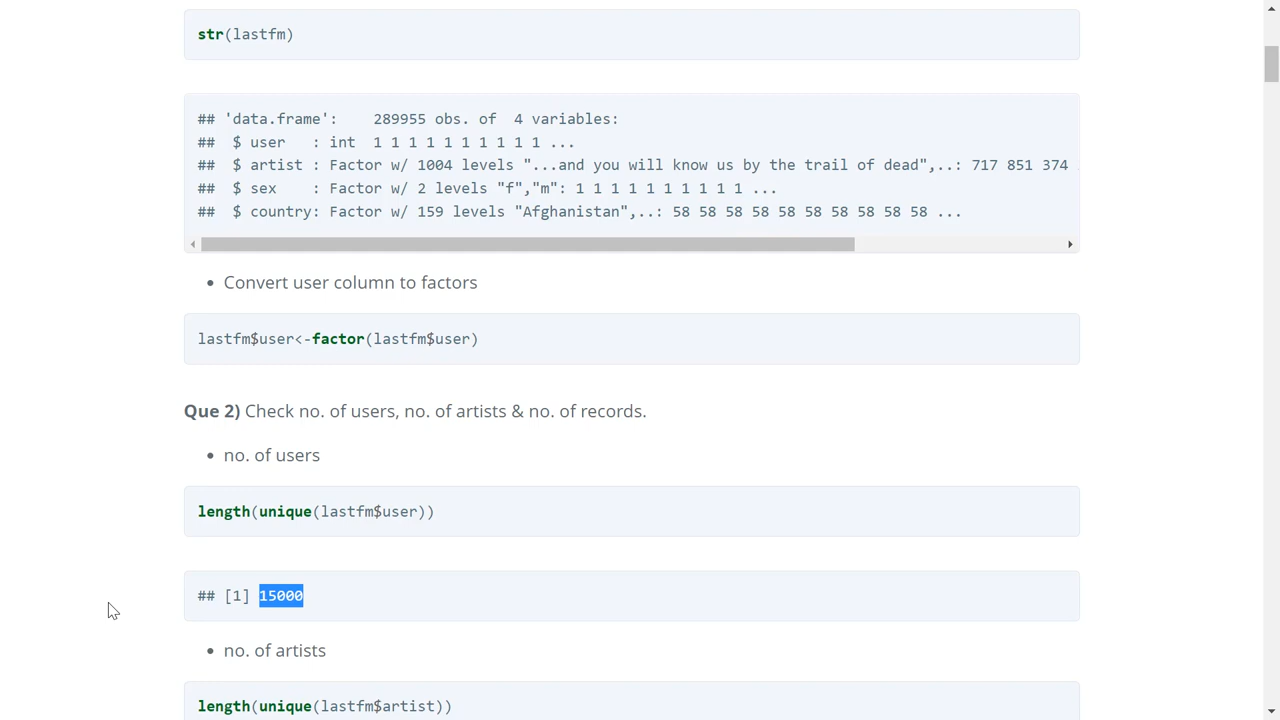 str(lastfm)
## 'data.frame':    289955 obs. of  4 variables:
##  $ user   : int  1 1 1 1 1 1 1 1 1 1 ...
##  $ artist : Factor w/ 1004 levels "...and you will know us by the trail of dead",..: 717 851 374
##  $ sex    : Factor w/ 2 levels "f","m": 1 1 1 1 1 1 1 1 1 1 ...
##  $ country: Factor w/ 159 levels "Afghanistan",..: 58 58 58 58 58 58 58 58 58 58 ...
• Convert user column to factors
lastfm$user<-factor(lastfm$user)
Que 2) Check no. of users, no. of artists & no. of records.
• no. of users
length(unique(lastfm$user))
## [1] 15000
• no. of artists
length(unique(lastfm$artist))